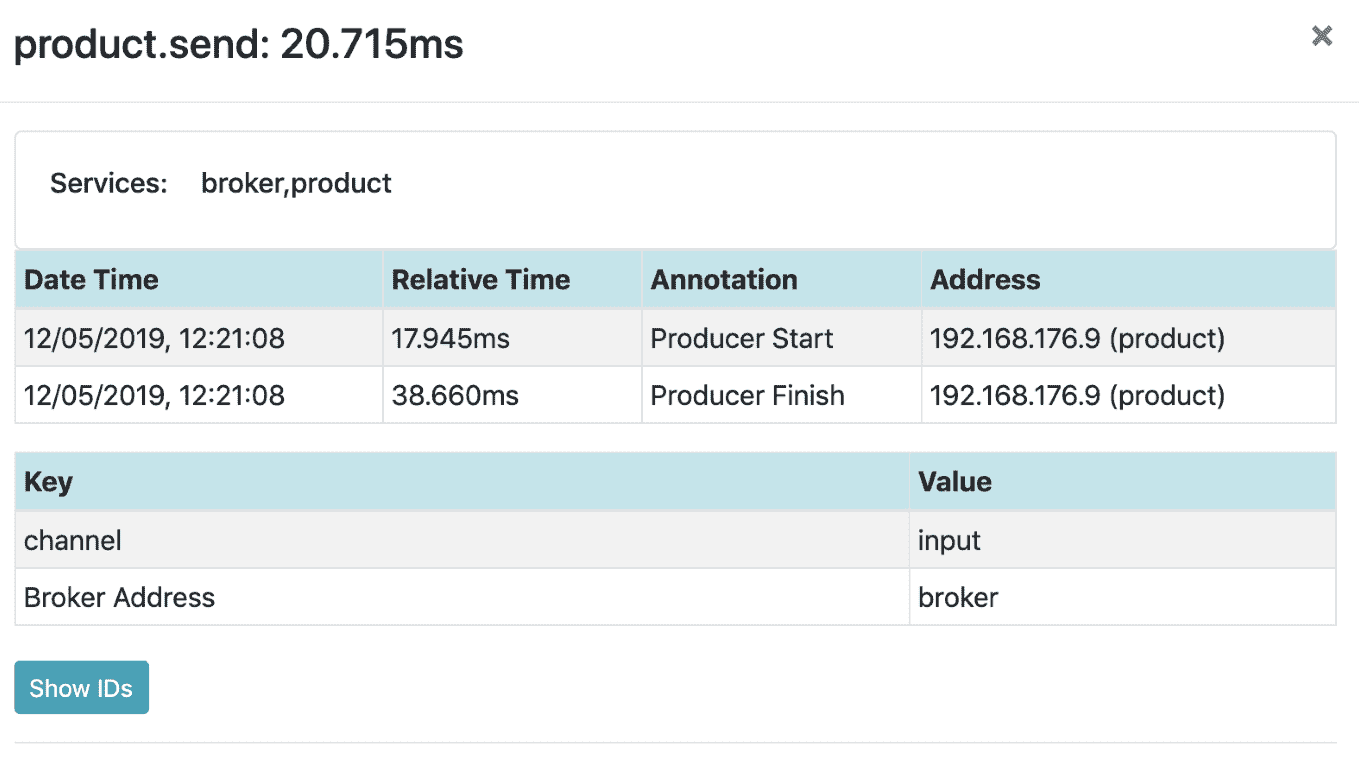 product.send: 20.715ms
×
Services: broker,product
Date Time Relative Time Annotation Address
12/05/2019, 12:21:08 17.945ms Producer Start 192.168.176.9 (product)
12/05/2019, 12:21:08 38.660ms Producer Finish 192.168.176.9 (product)
Key Value
channel input
Broker Address broker
Show IDs